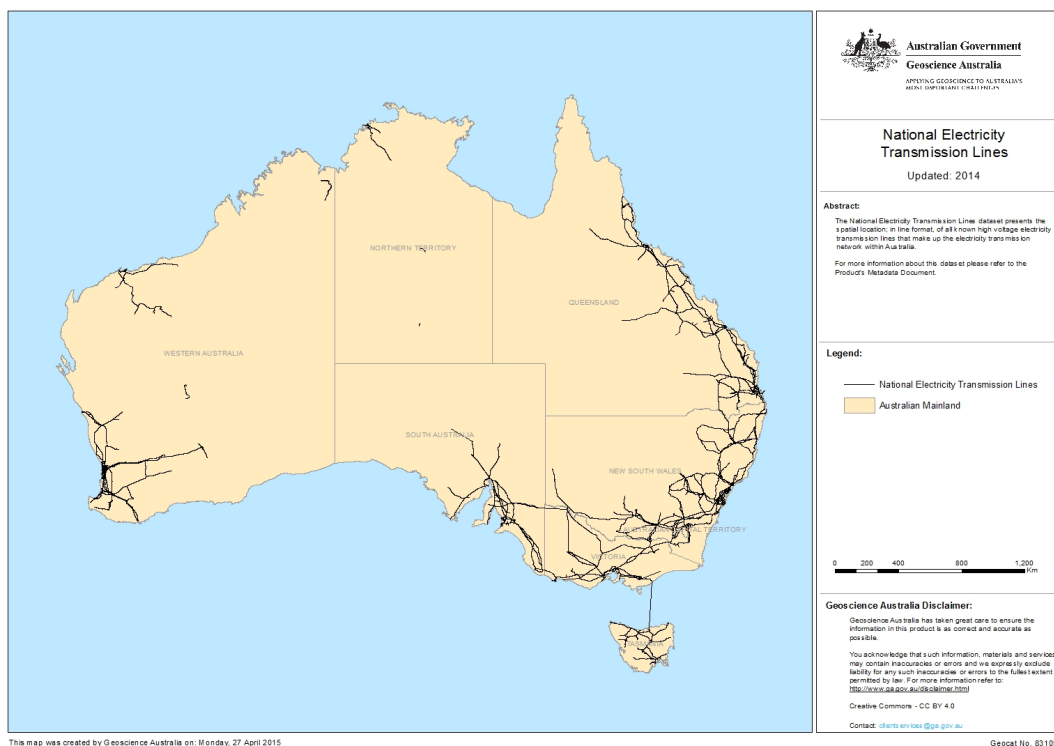 NORTHERN TERRITORY
QUEENSLAND
WESTERN AUSTRALIA
SOUTH AUSTRALIA
NEW SOUTH WALES
VICTORIA
TASMANIA
Australian Government
Geoscience Australia
APPLYING GEOSCIENCE TO AUSTRALIA'S
MOST IMPORTANT CHALLENGES
National Electricity
Transmission Lines
Updated: 2014
Abstract:
The National Electricity Transmission Lines dataset presents the
spatial location; in line format, of all known high voltage electricity
transmission lines that make up the electricity transmission
network within Australia.
For more information about this dataset please refer to the
Product's Metadata Document.
Legend:
National Electricity Transmission Lines
Australian Mainland
0 200 400 800 1,200
Km
Geoscience Australia Disclaimer:
Geoscience Australia has taken great care to ensure the
information in this product is as correct and accurate as
possible.
You acknowledge that such information, materials and services
may contain inaccuracies or errors and we expressly exclude
liability for any such inaccuracies or errors to the fullest extent
permitted by law. For more information refer to:
http://www.ga.gov.au/disclaimer.html
Creative Commons - CC BY 4.0
Contact: clientservices@ga.gov.au
This map was created by Geoscience Australia on: Monday, 27 April 2015
Geocat No.